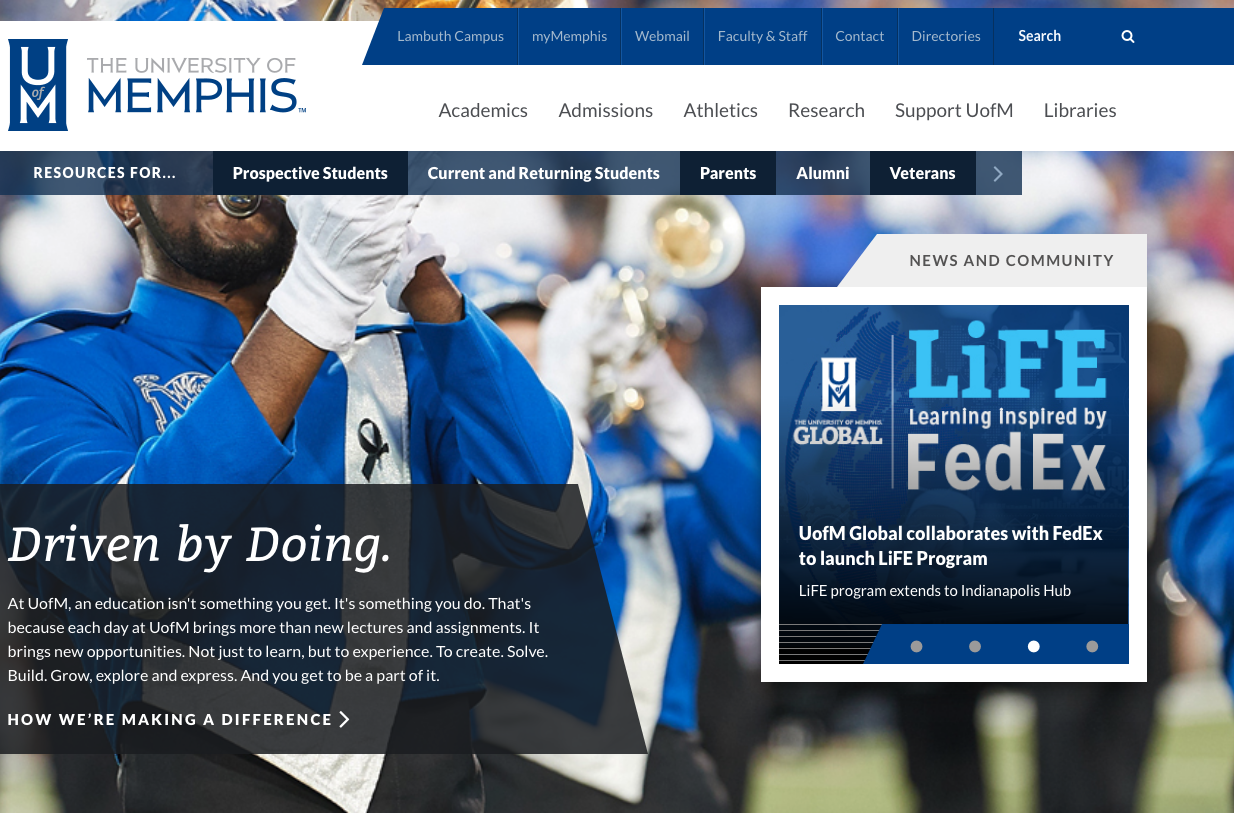 Lambuth Campus myMemphis Webmail Faculty & Staff Contact Directories Search
U
of
M
THE UNIVERSITY OF
MEMPHIS™
Academics Admissions Athletics Research Support UofM Libraries
RESOURCES FOR... Prospective Students Current and Returning Students Parents Alumni Veterans
NEWS AND COMMUNITY
U
of
M
THE UNIVERSITY OF MEMPHIS
GLOBAL
LiFE
Learning inspired by
FedEx
UofM Global collaborates with FedEx
to launch LiFE Program
LiFE program extends to Indianapolis Hub
M
Driven by Doing.
At UofM, an education isn't something you get. It's something you do. That's
because each day at UofM brings more than new lectures and assignments. It
brings new opportunities. Not just to learn, but to experience. To create. Solve.
Build. Grow, explore and express. And you get to be a part of it.
HOW WE'RE MAKING A DIFFERENCE